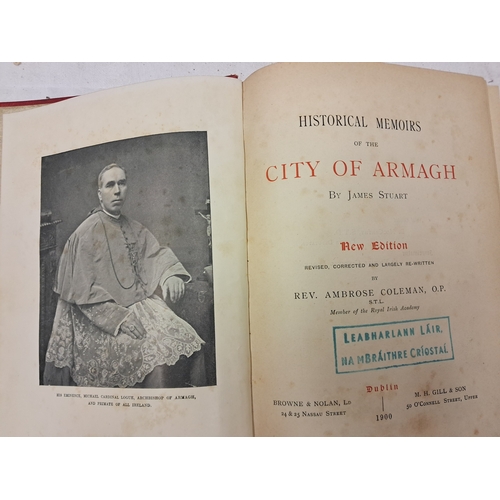 HIS EMINENCE, MICHAEL CARDINAL LOGUE, ARCHBISHOP OF ARMAGH,
AND PRIMATE OF ALL IRELAND.
HISTORICAL MEMOIRS
OF THE
CITY OF ARMAGH
BY JAMES STUART
New Edition
REVISED, CORRECTED AND LARGELY RE-WRITTEN
BY
REV. AMBROSE COLEMAN, O.P.
S.T.L.
Member of the Royal Irish Academy
LEABHARLANN LÁIR,
NA MBRÁITHRE CRÍOSTAÍ.
Dublin
BROWNE & NOLAN, LD
24 & 25 NASSAU STREET
1900
M. H. GILL & SON
50 O'CONNELL STREET, UPPER